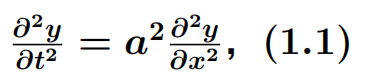 ∂²y/∂t² = a² ∂²y/∂x², (1.1)